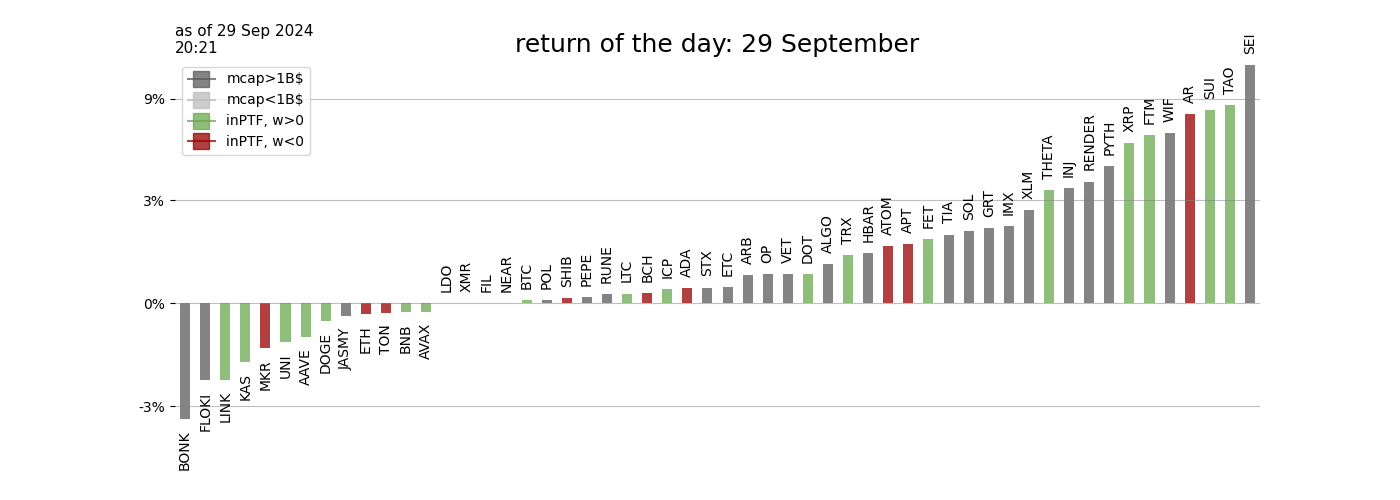 as of 29 Sep 2024
20:21
return of the day: 29 September
mcap>1B$
mcap<1B$
inPTF, w>0
inPTF, w<0
9%
3%
0%
-3%
BONK
FLOKI
LINK
KAS
MKR
UNI
AAVE
DOGE
JASMY
ETH
TON
BNB
AVAX
LDO
XMR
FIL
NEAR
BTC
POL
SHIB
PEPE
RUNE
LTC
BCH
ICP
ADA
STX
ETC
ARB
OP
VET
DOT
ALGO
TRX
HBAR
ATOM
APT
FET
TIA
SOL
GRT
IMX
XLM
THETA
INJ
RENDER
PYTH
XRP
FTM
WIF
AR
SUI
TAO
SEI